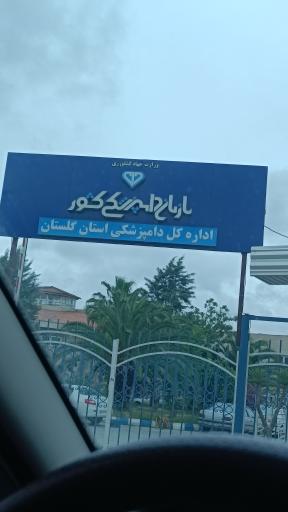 وزارت جهاد کشاورزی
سازمان دامپزشکی کشور
اداره کل دامپزشکی استان گلستان